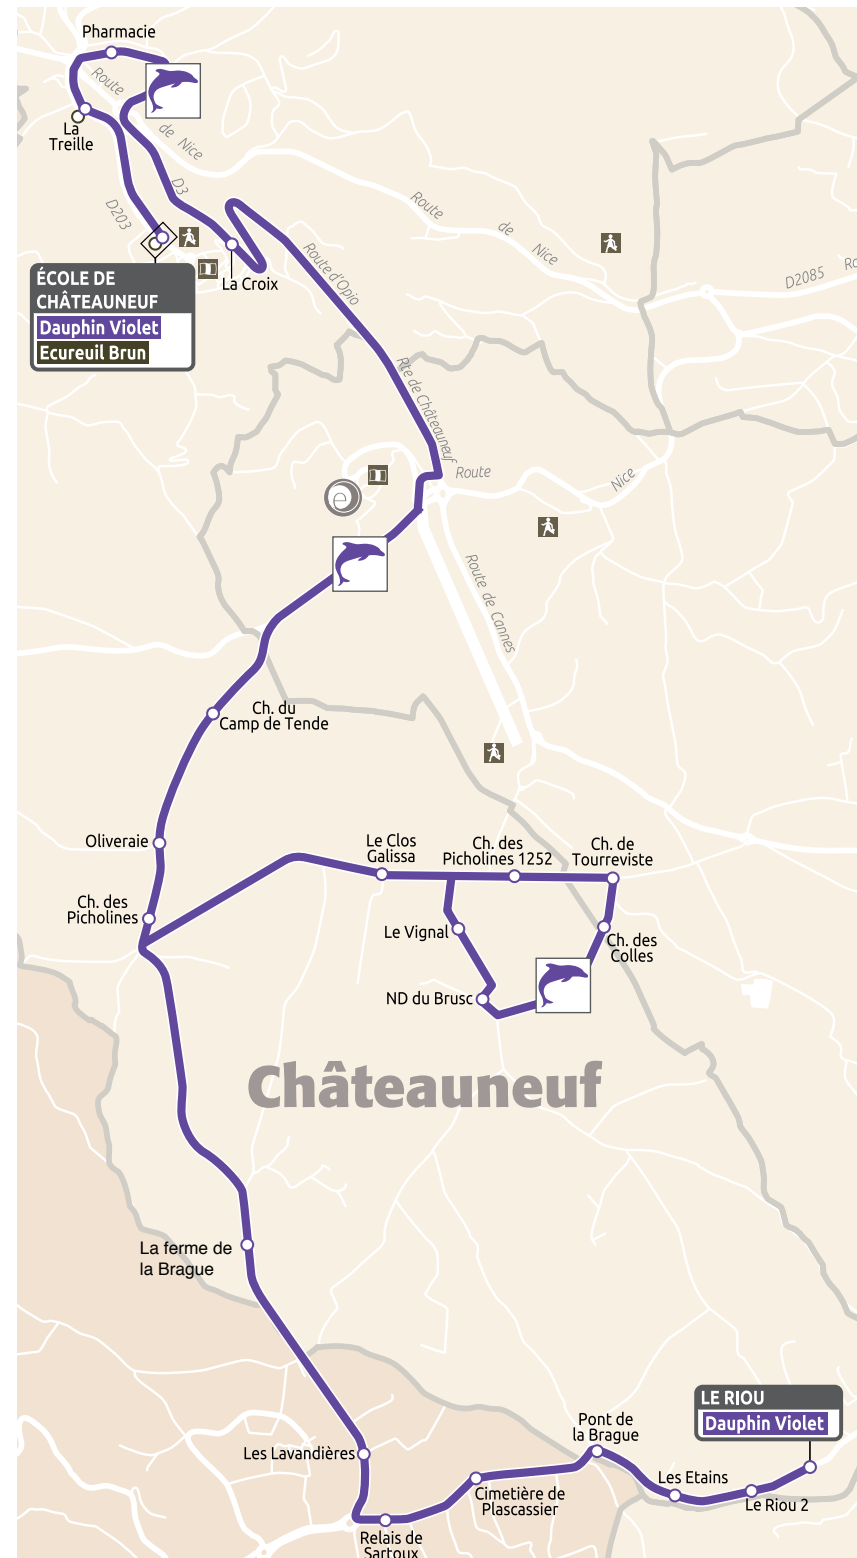 Pharmacie
Route
de Nice
La
Treille
D3
D203
Route
de
Nice
D2085
Ro
La Croix
Route d'Opio
ÉCOLE DE
CHÂTEAUNEUF
Dauphin Violet
Ecureuil Brun
Rte de Châteauneuf
Route
Nice
e
Route de Cannes
Ch. du
Camp de Tende
Oliveraie
Le Clos
Galissa
Ch. des
Picholines 1252
Ch. de
Tourreviste
Ch. des
Picholines
Le Vignal
Ch. des
Colles
ND du Brusc
Châteauneuf
La ferme de
la Brague
LE RIOU
Dauphin Violet
Pont de
la Brague
Les Lavandières
Les Etains
Cimetière de
Plascassier
Le Riou 2
Relais de
Sartoux